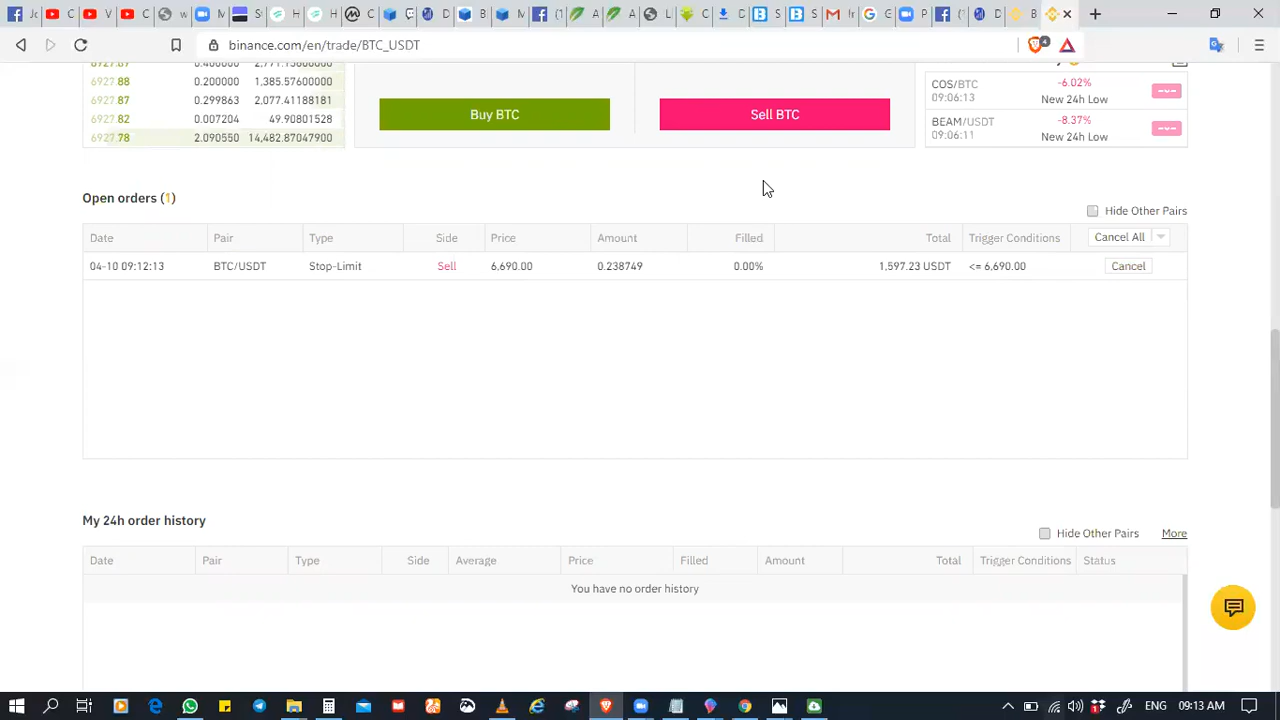 binance.com/en/trade/BTC_USDT
4
6927.88 0.200000 1,385.57600000
6927.87 0.299863 2,077.41188181
6927.82 0.007204 49.90801528
6927.78 2.090550 14,482.87047900
Buy BTC
Sell BTC
COS/BTC -6.02%
09:06:13 New 24h Low
BEAM/USDT -8.37%
09:06:11 New 24h Low
Open orders (1)
Hide Other Pairs
Date Pair Type Side Price Amount Filled Total Trigger Conditions Cancel All
04-10 09:12:13 BTC/USDT Stop-Limit Sell 6,690.00 0.238749 0.00% 1,597.23 USDT <= 6,690.00 Cancel
My 24h order history
Hide Other Pairs More
Date Pair Type Side Average Price Filled Amount Total Trigger Conditions Status
You have no order history
ENG 09:13 AM